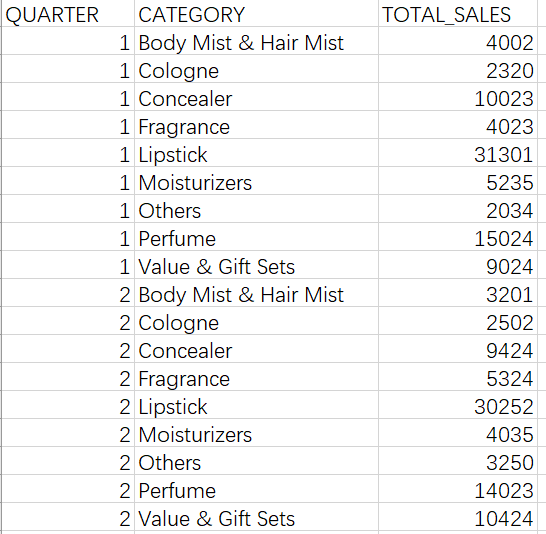 QUARTER CATEGORY TOTAL_SALES
1 Body Mist & Hair Mist 4002
1 Cologne 2320
1 Concealer 10023
1 Fragrance 4023
1 Lipstick 31301
1 Moisturizers 5235
1 Others 2034
1 Perfume 15024
1 Value & Gift Sets 9024
2 Body Mist & Hair Mist 3201
2 Cologne 2502
2 Concealer 9424
2 Fragrance 5324
2 Lipstick 30252
2 Moisturizers 4035
2 Others 3250
2 Perfume 14023
2 Value & Gift Sets 10424